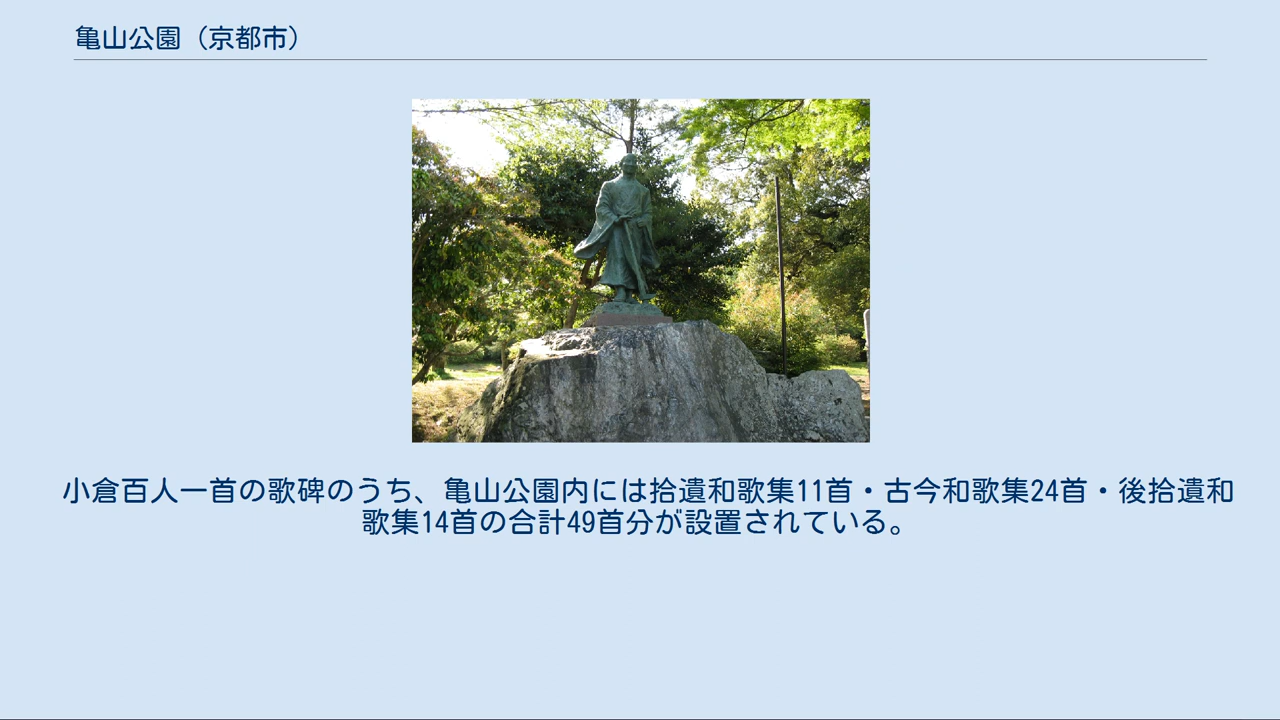 亀山公園（京都市）
小倉百人一首の歌碑のうち、亀山公園内には拾遺和歌集11首・古今和歌集24首・後拾遺和
歌集14首の合計49首分が設置されている。